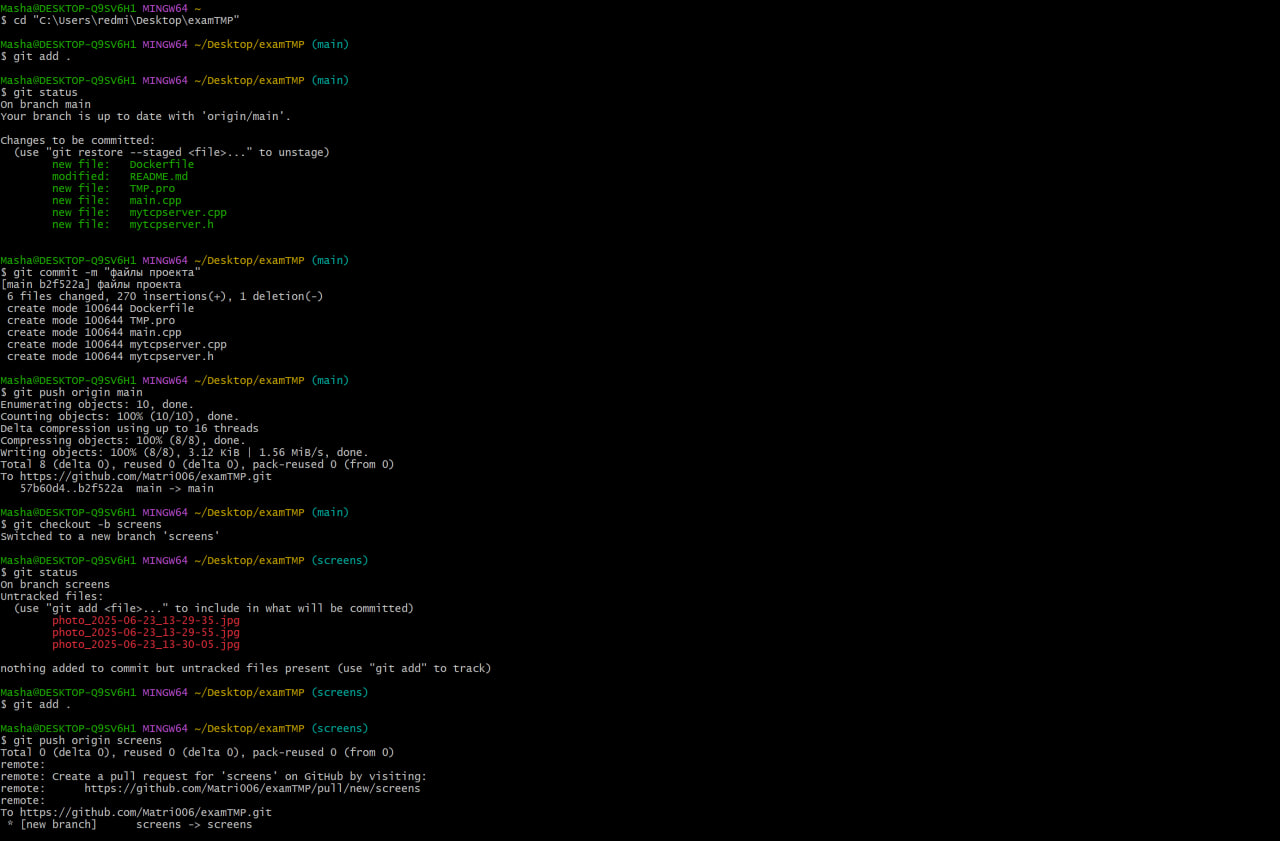 Masha@DESKTOP-Q9SV6H1 MINGW64 ~
$ cd "C:\Users\redmi\Desktop\examTMP"
Masha@DESKTOP-Q9SV6H1 MINGW64 ~/Desktop/examTMP (main)
$ git add .
Masha@DESKTOP-Q9SV6H1 MINGW64 ~/Desktop/examTMP (main)
$ git status
On branch main
Your branch is up to date with 'origin/main'.
Changes to be committed:
  (use "git restore --staged <file>..." to unstage)
        new file:   Dockerfile
        modified:   README.md
        new file:   TMP.pro
        new file:   main.cpp
        new file:   mytcpserver.cpp
        new file:   mytcpserver.h
Masha@DESKTOP-Q9SV6H1 MINGW64 ~/Desktop/examTMP (main)
$ git commit -m "файлы проекта"
[main b2f522a] файлы проекта
 6 files changed, 270 insertions(+), 1 deletion(-)
 create mode 100644 Dockerfile
 create mode 100644 TMP.pro
 create mode 100644 main.cpp
 create mode 100644 mytcpserver.cpp
 create mode 100644 mytcpserver.h
Masha@DESKTOP-Q9SV6H1 MINGW64 ~/Desktop/examTMP (main)
$ git push origin main
Enumerating objects: 10, done.
Counting objects: 100% (10/10), done.
Delta compression using up to 16 threads
Compressing objects: 100% (8/8), done.
Writing objects: 100% (8/8), 3.12 KiB | 1.56 MiB/s, done.
Total 8 (delta 0), reused 0 (delta 0), pack-reused 0 (from 0)
To https://github.com/Matri006/examTMP.git
   57b60d4..b2f522a  main -> main
Masha@DESKTOP-Q9SV6H1 MINGW64 ~/Desktop/examTMP (main)
$ git checkout -b screens
Switched to a new branch 'screens'
Masha@DESKTOP-Q9SV6H1 MINGW64 ~/Desktop/examTMP (screens)
$ git status
On branch screens
Untracked files:
  (use "git add <file>..." to include in what will be committed)
        photo_2025-06-23_13-29-35.jpg
        photo_2025-06-23_13-29-55.jpg
        photo_2025-06-23_13-30-05.jpg
nothing added to commit but untracked files present (use "git add" to track)
Masha@DESKTOP-Q9SV6H1 MINGW64 ~/Desktop/examTMP (screens)
$ git add .
Masha@DESKTOP-Q9SV6H1 MINGW64 ~/Desktop/examTMP (screens)
$ git push origin screens
Total 0 (delta 0), reused 0 (delta 0), pack-reused 0 (from 0)
remote:
remote: Create a pull request for 'screens' on GitHub by visiting:
remote:      https://github.com/Matri006/examTMP/pull/new/screens
remote:
To https://github.com/Matri006/examTMP.git
 * [new branch]      screens -> screens